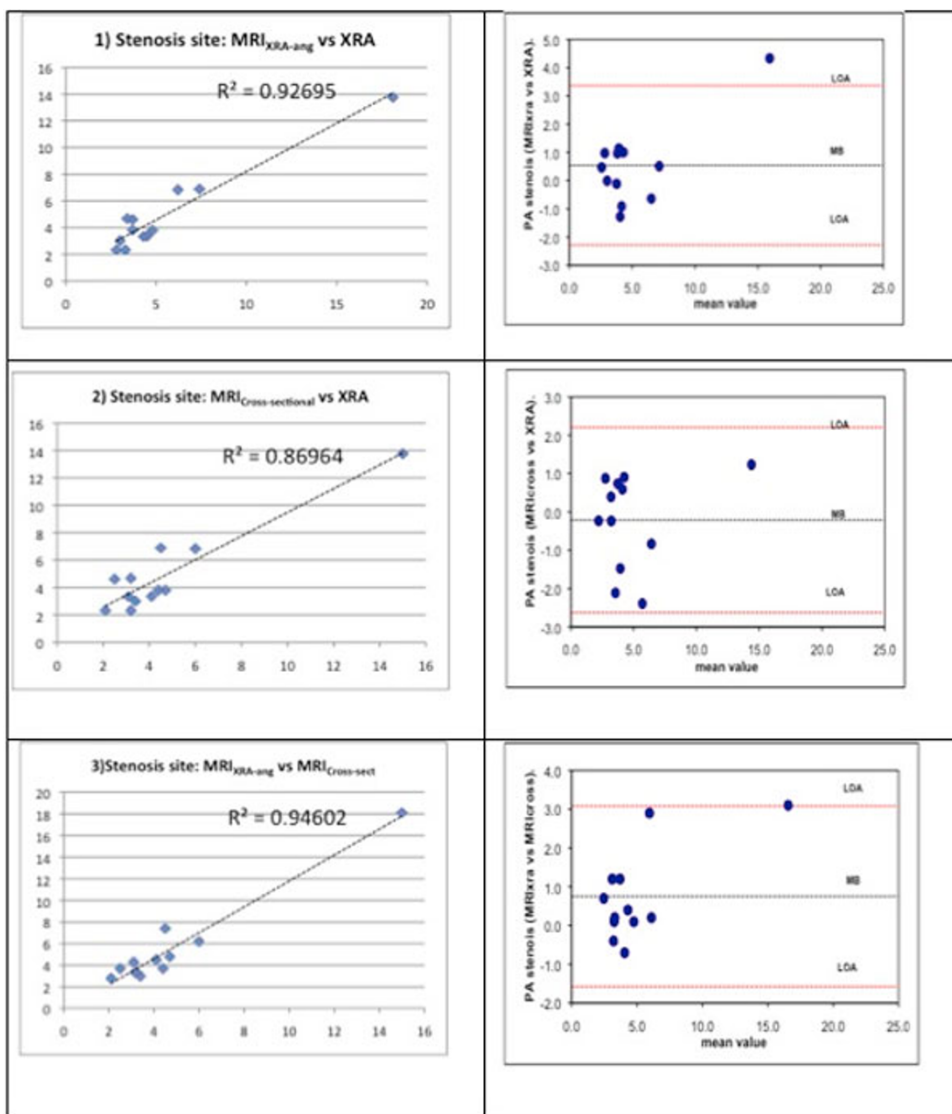 1) Stenosis site: MRIXRA-ang vs XRA
R² = 0.92695
16
14
12
10
8
6
4
2
0
0 5 10 15 20
PA stenois (MRIxra vs XRA).
5.0
4.0
3.0
2.0
1.0
0.0
-1.0
-2.0
-3.0
LOA
MB
LOA
0.0 5.0 10.0 15.0 20.0 25.0
mean value
2) Stenosis site: MRICross-sectional vs XRA
R² = 0.86964
16
14
12
10
8
6
4
2
0
0 2 4 6 8 10 12 14 16
PA stenois (MRIcross vs XRA).
3.0
2.0
1.0
0.0
-1.0
-2.0
-3.0
LOA
MB
LOA
0.0 5.0 10.0 15.0 20.0 25.0
mean value
3)Stenosis site: MRIXRA-ang vs MRICross-sect
R² = 0.94602
20
18
16
14
12
10
8
6
4
2
0
0 2 4 6 8 10 12 14 16
PA stenois (MRIxra vs MRIcross).
4.0
3.0
2.0
1.0
0.0
-1.0
-2.0
LOA
MB
LOA
0.0 5.0 10.0 15.0 20.0 25.0
mean value